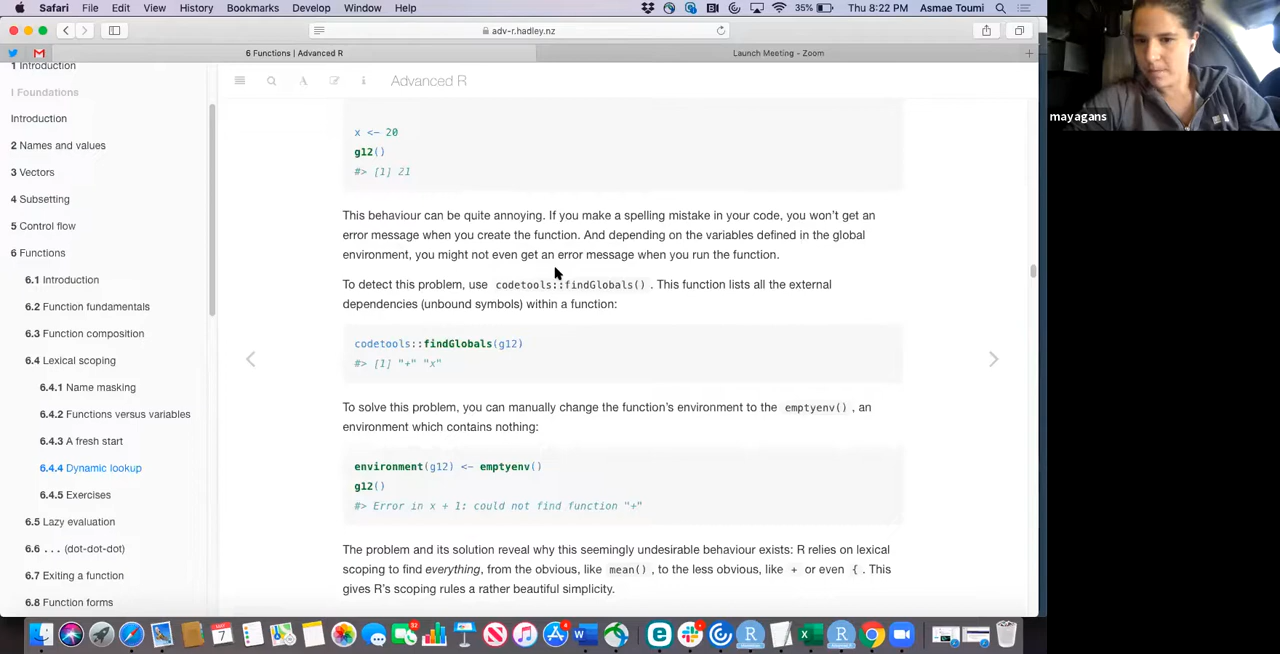 Safari File Edit View History Bookmarks Develop Window Help 35% Thu 8:22 PM Asmae Toumi
adv-r.hadley.nz
6 Functions | Advanced R
Launch Meeting - Zoom
1 Introduction
I Foundations
Introduction
2 Names and values
3 Vectors
4 Subsetting
5 Control flow
6 Functions
6.1 Introduction
6.2 Function fundamentals
6.3 Function composition
6.4 Lexical scoping
6.4.1 Name masking
6.4.2 Functions versus variables
6.4.3 A fresh start
6.4.4 Dynamic lookup
6.4.5 Exercises
6.5 Lazy evaluation
6.6 ... (dot-dot-dot)
6.7 Exiting a function
6.8 Function forms
Advanced R
x <- 20
g12()
#> [1] 21
This behaviour can be quite annoying. If you make a spelling mistake in your code, you won't get an
error message when you create the function. And depending on the variables defined in the global
environment, you might not even get an error message when you run the function.
To detect this problem, use codetools::findGlobals() . This function lists all the external
dependencies (unbound symbols) within a function:
codetools::findGlobals(g12)
#> [1] "+" "x"
To solve this problem, you can manually change the function's environment to the emptyenv() , an
environment which contains nothing:
environment(g12) <- emptyenv()
g12()
#> Error in x + 1: could not find function "+"
The problem and its solution reveal why this seemingly undesirable behaviour exists: R relies on lexical
scoping to find everything, from the obvious, like mean() , to the less obvious, like + or even { . This
gives R's scoping rules a rather beautiful simplicity.
mayagans